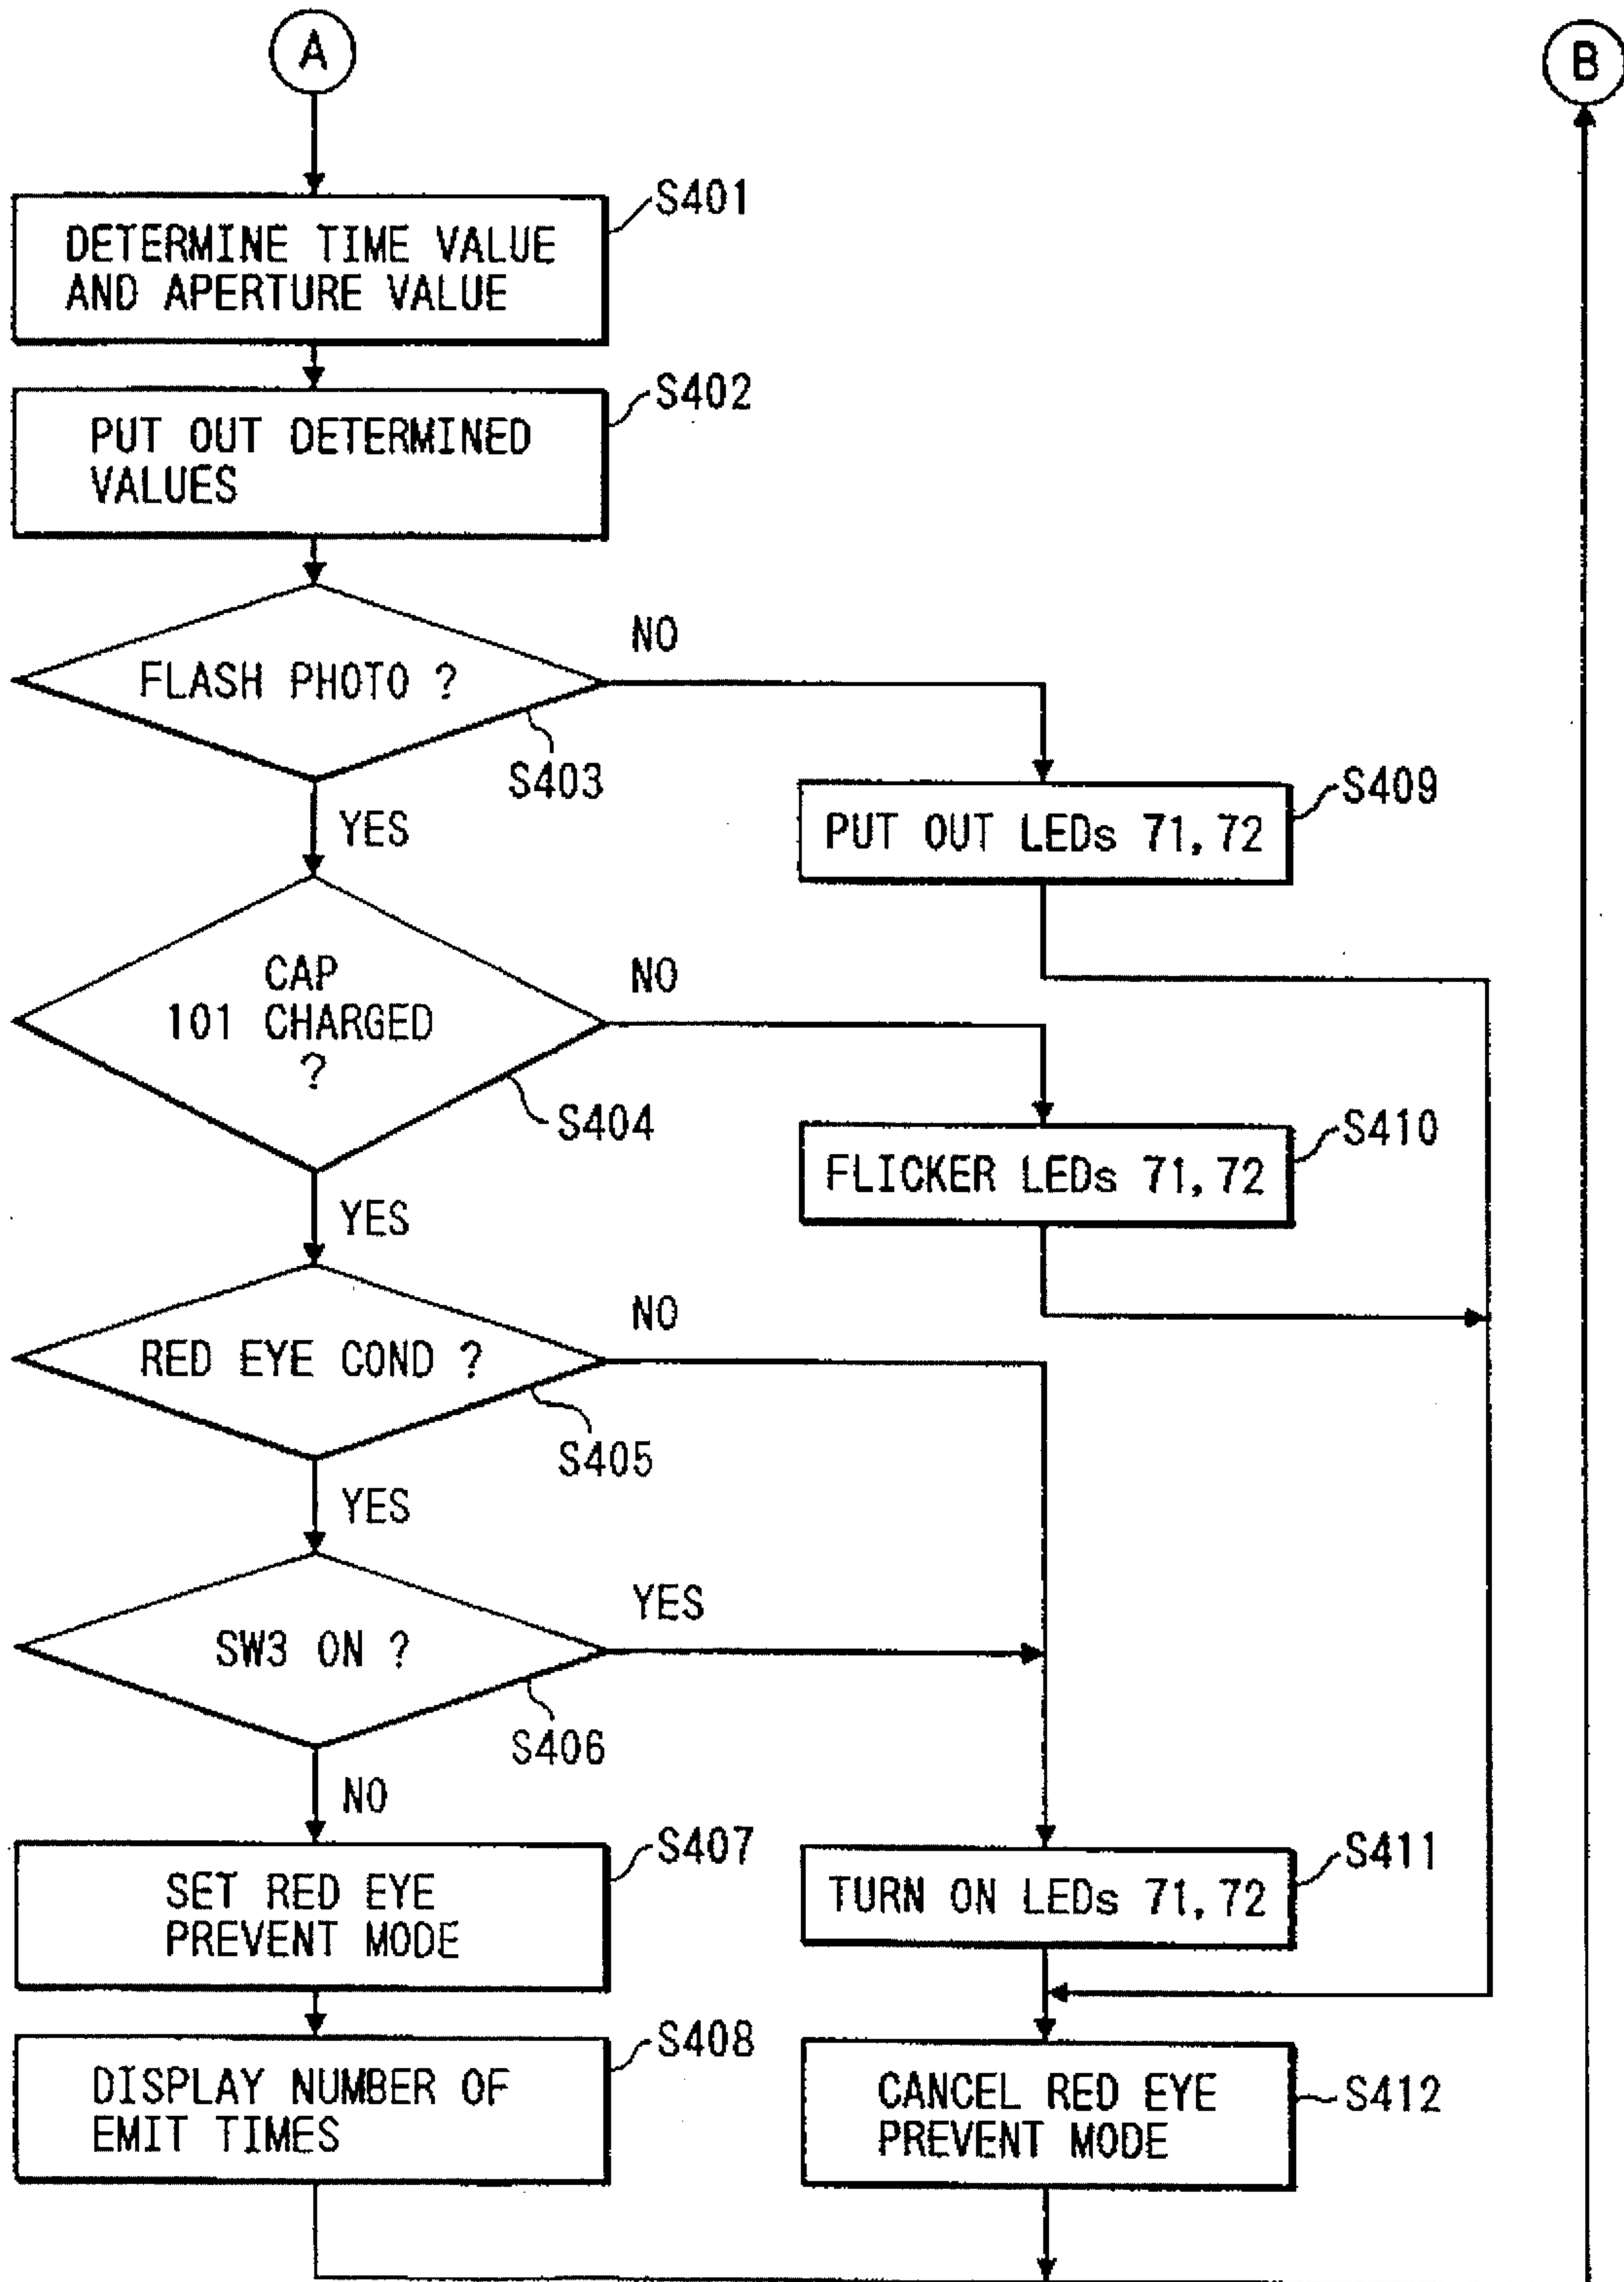 A
B
S401
DETERMINE TIME VALUE
AND APERTURE VALUE
S402
PUT OUT DETERMINED
VALUES
FLASH PHOTO ?
NO
S403
YES
S409
PUT OUT LEDs 71, 72
CAP
101 CHARGED
?
NO
S404
YES
S410
FLICKER LEDs 71, 72
RED EYE COND ?
NO
S405
YES
SW3 ON ?
YES
S406
NO
S407
SET RED EYE
PREVENT MODE
S411
TURN ON LEDs 71, 72
S408
DISPLAY NUMBER OF
EMIT TIMES
S412
CANCEL RED EYE
PREVENT MODE